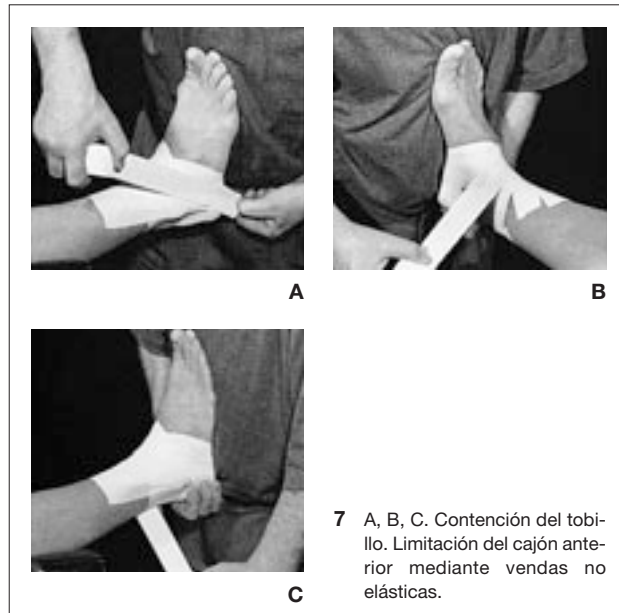 A
B
C
7 A, B, C. Contención del tobi-
llo. Limitación del cajón ante-
rior mediante vendas no
elásticas.